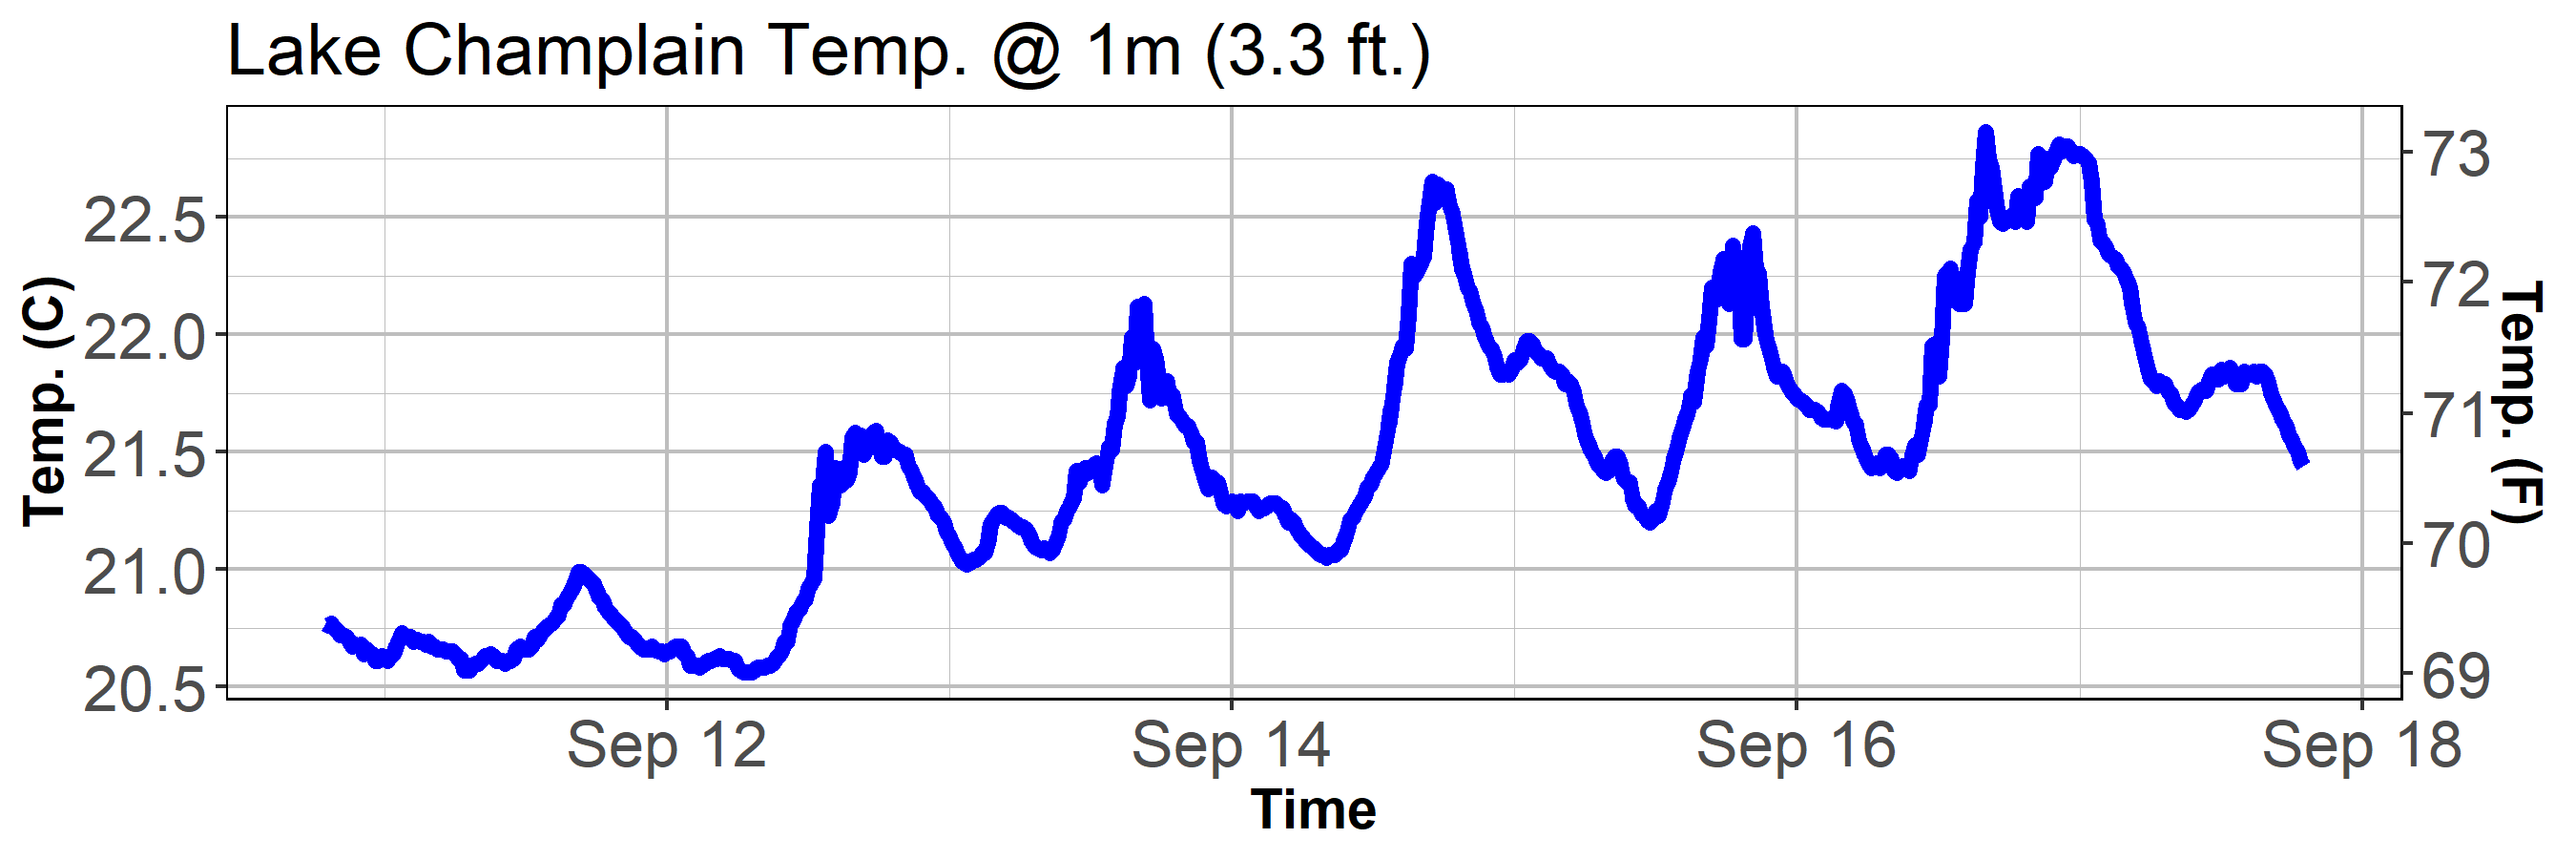 Lake Champlain Temp. @ 1m (3.3 ft.)
Temp. (C)
22.5
22.0
21.5
21.0
20.5
73
72
71
70
69
Temp. (F)
Sep 12 Sep 14 Sep 16 Sep 18
Time